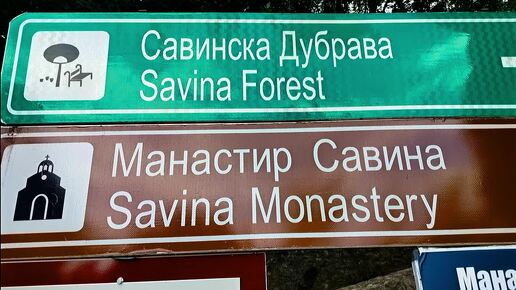 Савинска Дубрава
Savina Forest
Манастир Савина
Savina Monastery